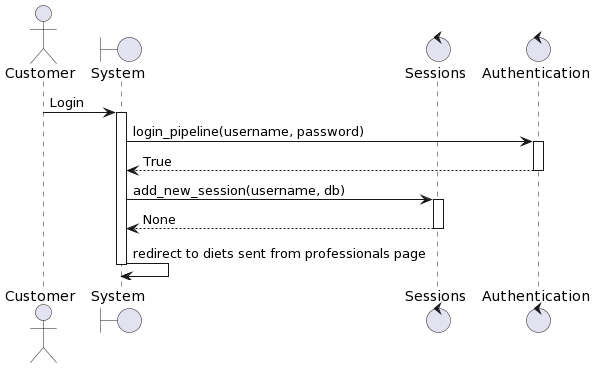 Customer System Sessions Authentication
Login
login_pipeline(username, password)
True
add_new_session(username, db)
None
redirect to diets sent from professionals page
Customer System Sessions Authentication